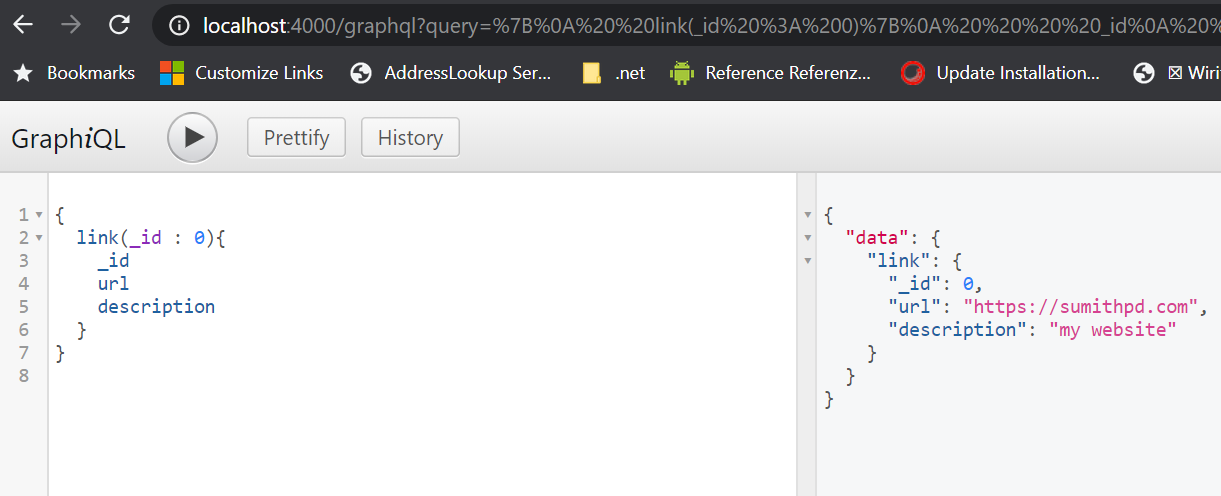 localhost:4000/graphql?query=%7B%0A%20%20link(_id%20%3A%200)%7B%0A%20%20%20%20_id%0A%20%
Bookmarks Customize Links AddressLookup Ser... .net Reference Referenz... Update Installation... Wirit
GraphiQL Prettify History
1 {
2 link(_id : 0){
3 _id
4 url
5 description
6 }
7 }
8
{
"data": {
"link": {
"_id": 0,
"url": "https://sumithpd.com",
"description": "my website"
}
}
}